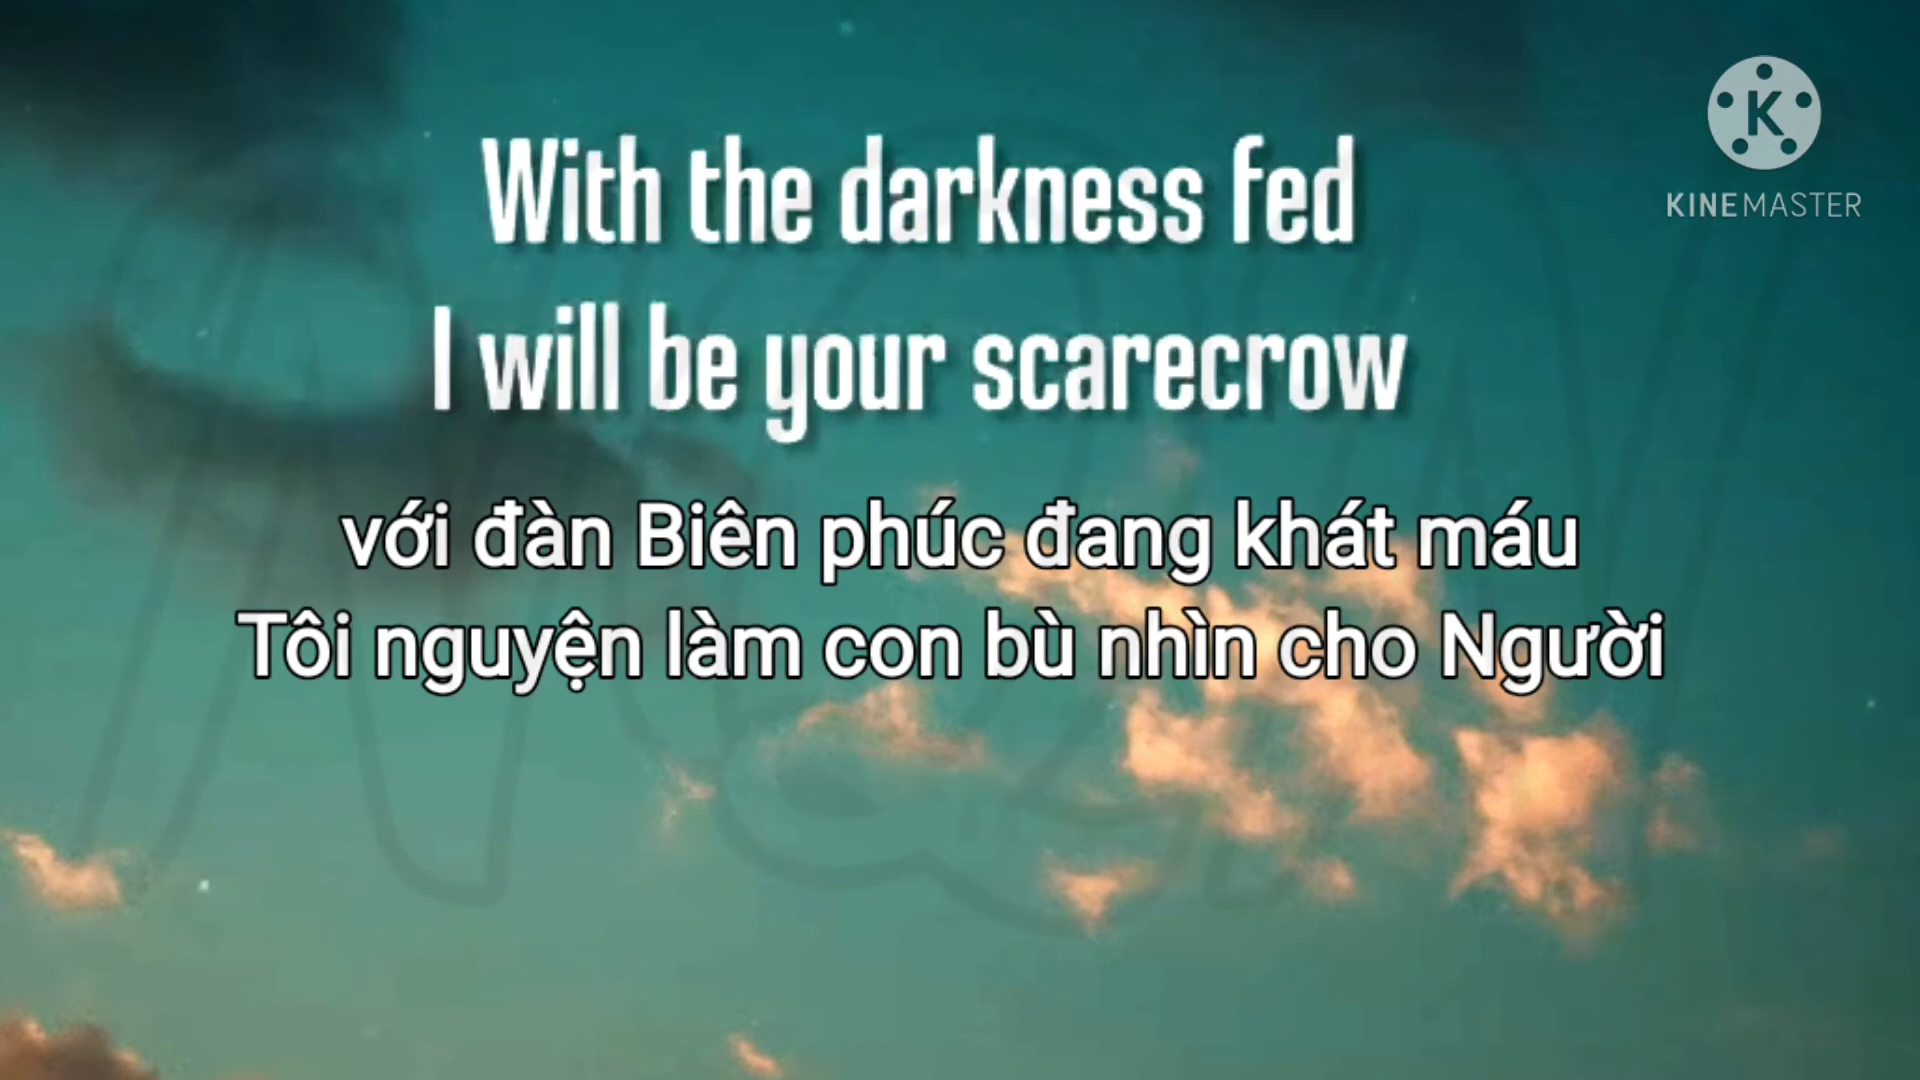 With the darkness fed
I will be your scarecrow
với đàn Biên phúc đang khát máu
Tôi nguyện làm con bù nhìn cho Người
K
KINEMASTER